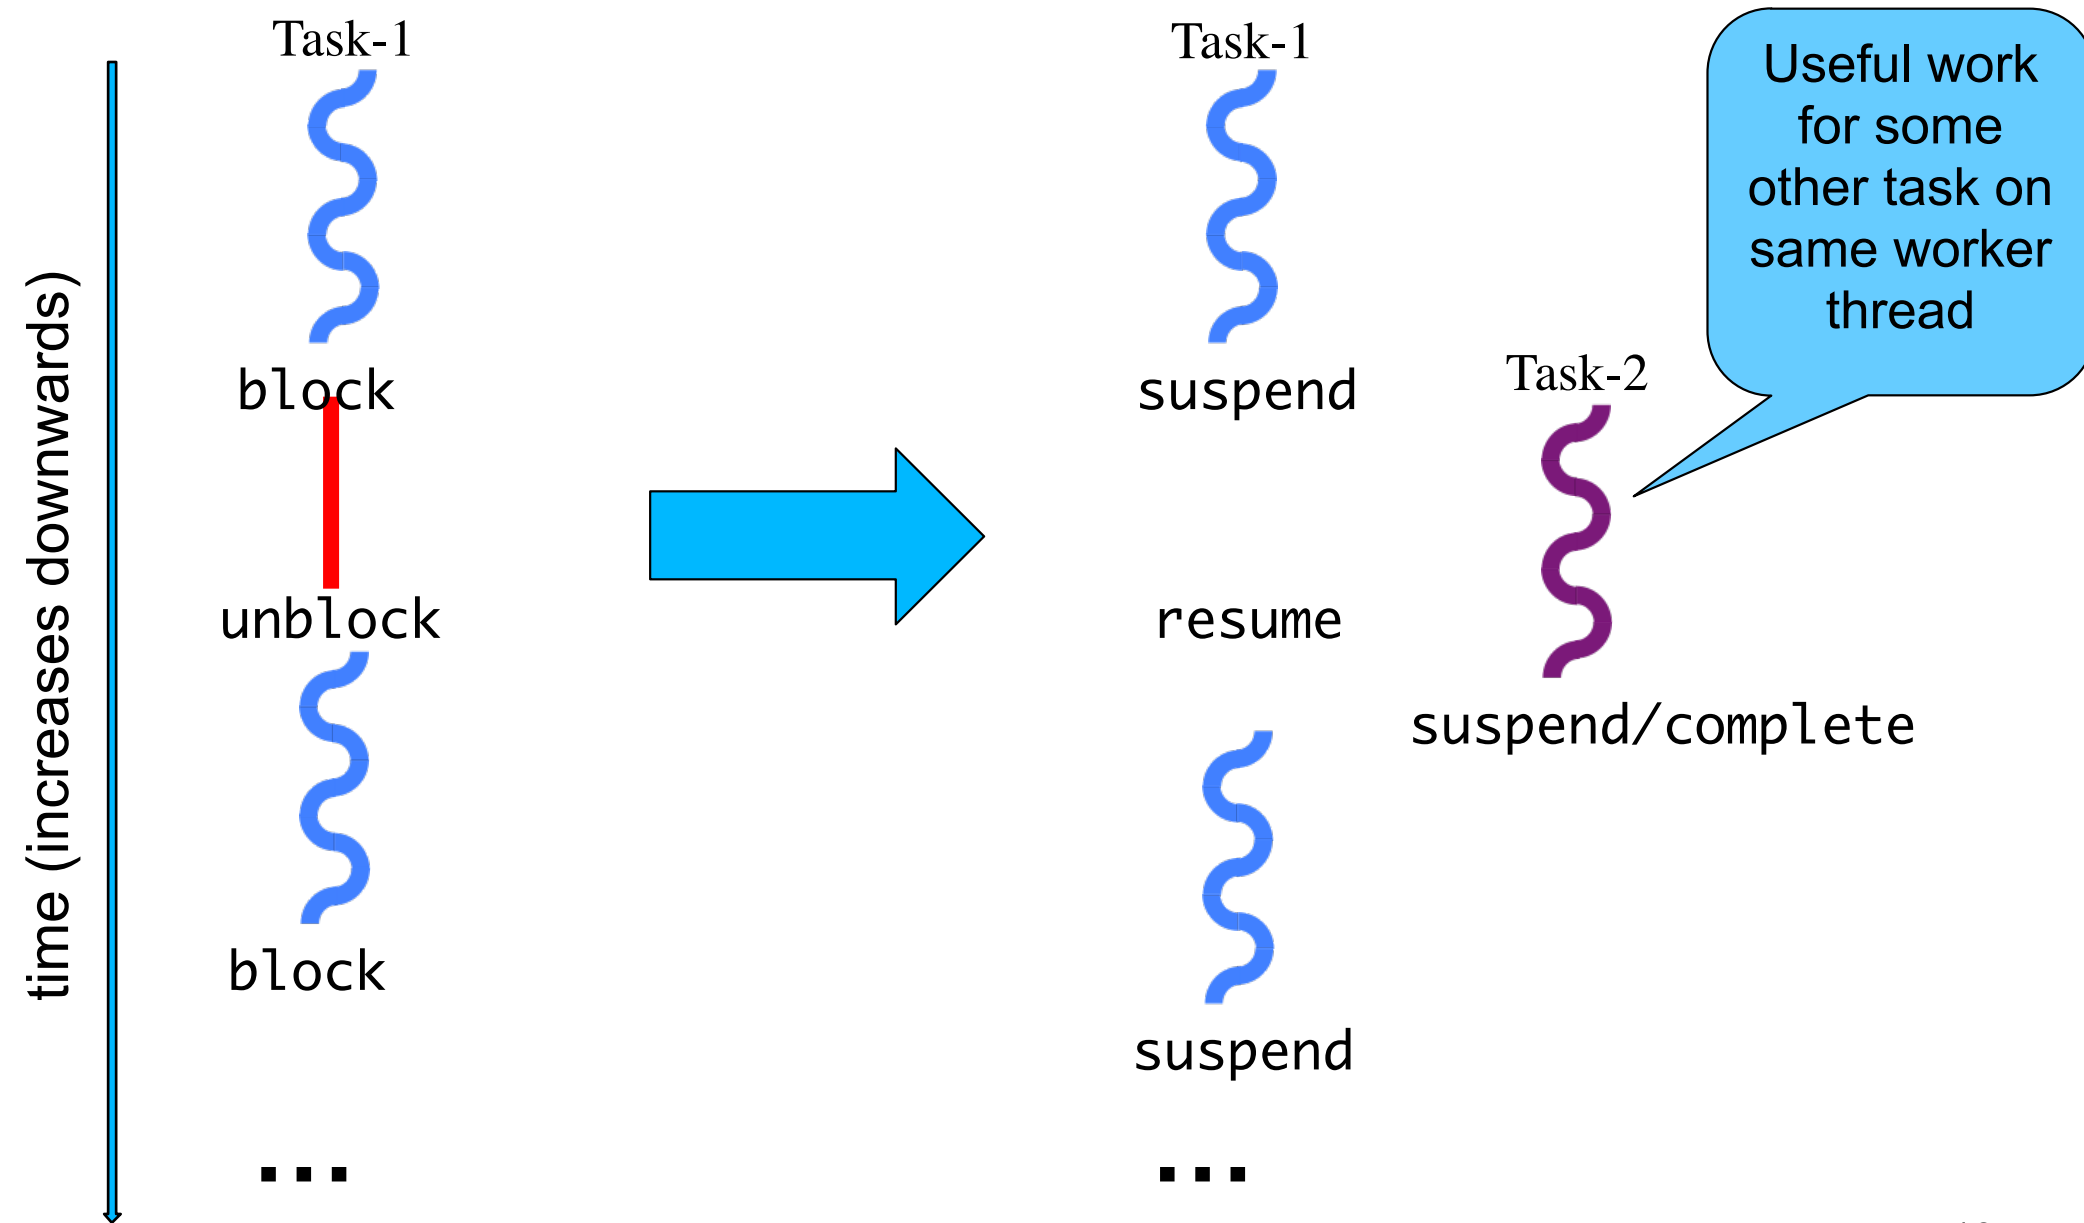 time (increases downwards)
Task-1
block
unblock
block
...
Task-1
suspend
resume
suspend
...
Task-2
suspend/complete
Useful work
for some
other task on
same worker
thread